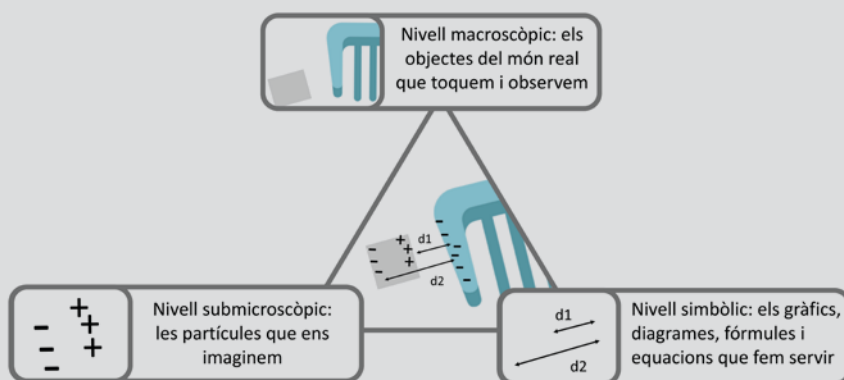 Nivell macroscòpic: els
objectes del món real
que toquem i observem
d1
d2
Nivell submicroscòpic:
les partícules que ens
imaginem
d1
d2
Nivell simbòlic: els gràfics,
diagrames, fórmules i
equacions que fem servir